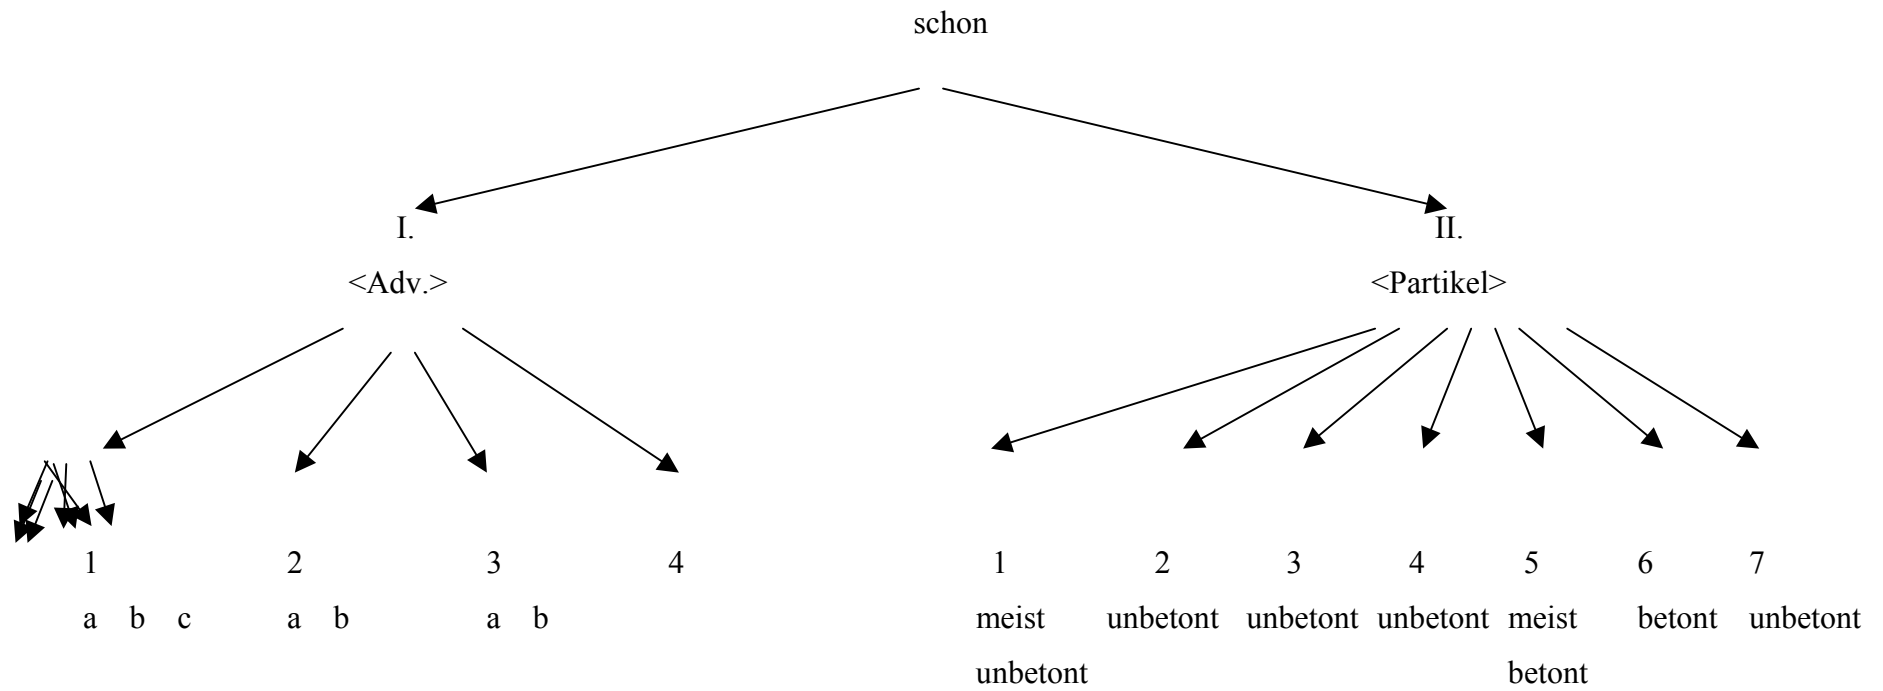 schon
I. II.
<Adv.> <Partikel>
1 2 3 4 1 2 3 4 5 6 7
a b c a b a b meist unbetont unbetont unbetont meist betont unbetont
unbetont betont